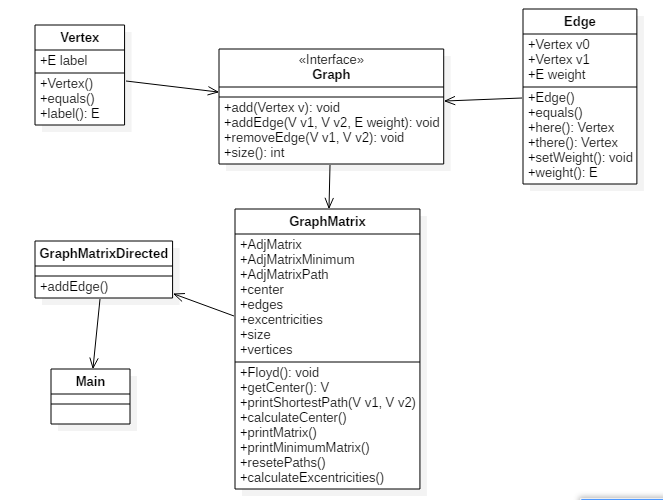 Vertex
+E label
+Vertex()
+equals()
+label(): E
«Interface»
Graph
+add(Vertex v): void
+addEdge(V v1, V v2, E weight): void
+removeEdge(V v1, V v2): void
+size(): int
Edge
+Vertex v0
+Vertex v1
+E weight
+Edge()
+equals()
+here(): Vertex
+there(): Vertex
+setWeight(): void
+weight(): E
GraphMatrix
+AdjMatrix
+AdjMatrixMinimum
+AdjMatrixPath
+center
+edges
+excentricities
+size
+vertices
+Floyd(): void
+getCenter(): V
+printShortestPath(V v1, V v2)
+calculateCenter()
+printMatrix()
+printMinimumMatrix()
+resetePaths()
+calculateExcentricities()
GraphMatrixDirected
+addEdge()
Main